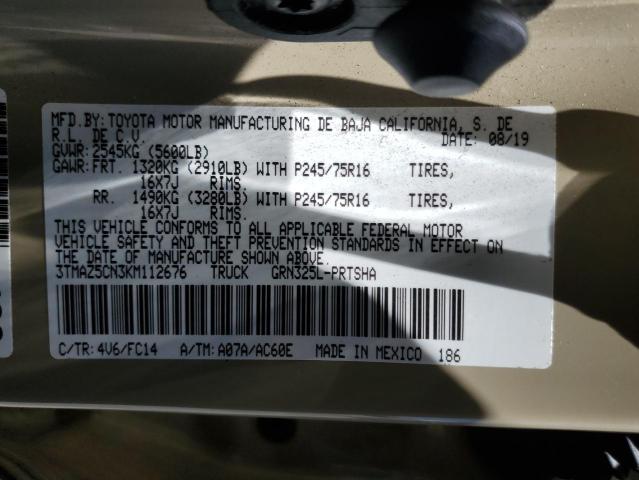 MFD.BY: TOYOTA MOTOR MANUFACTURING DE BAJA CALIFORNIA, S. DE
R.L. DE C.V. DATE: 08/19
GVWR: 2545KG (5600LB)
GAWR: FRT. 1320KG (2910LB) WITH P245/75R16 TIRES,
16X7J RIMS.
RR. 1490KG (3280LB) WITH P245/75R16 TIRES,
16X7J RIMS.
THIS VEHICLE CONFORMS TO ALL APPLICABLE FEDERAL MOTOR
VEHICLE SAFETY AND THEFT PREVENTION STANDARDS IN EFFECT ON
THE DATE OF MANUFACTURE SHOWN ABOVE.
3TMAZ5CN3KM112676 TRUCK GRN325L-PRTSHA
C/TR: 4V6/FC14 A/TM: A07A/AC60E MADE IN MEXICO 186